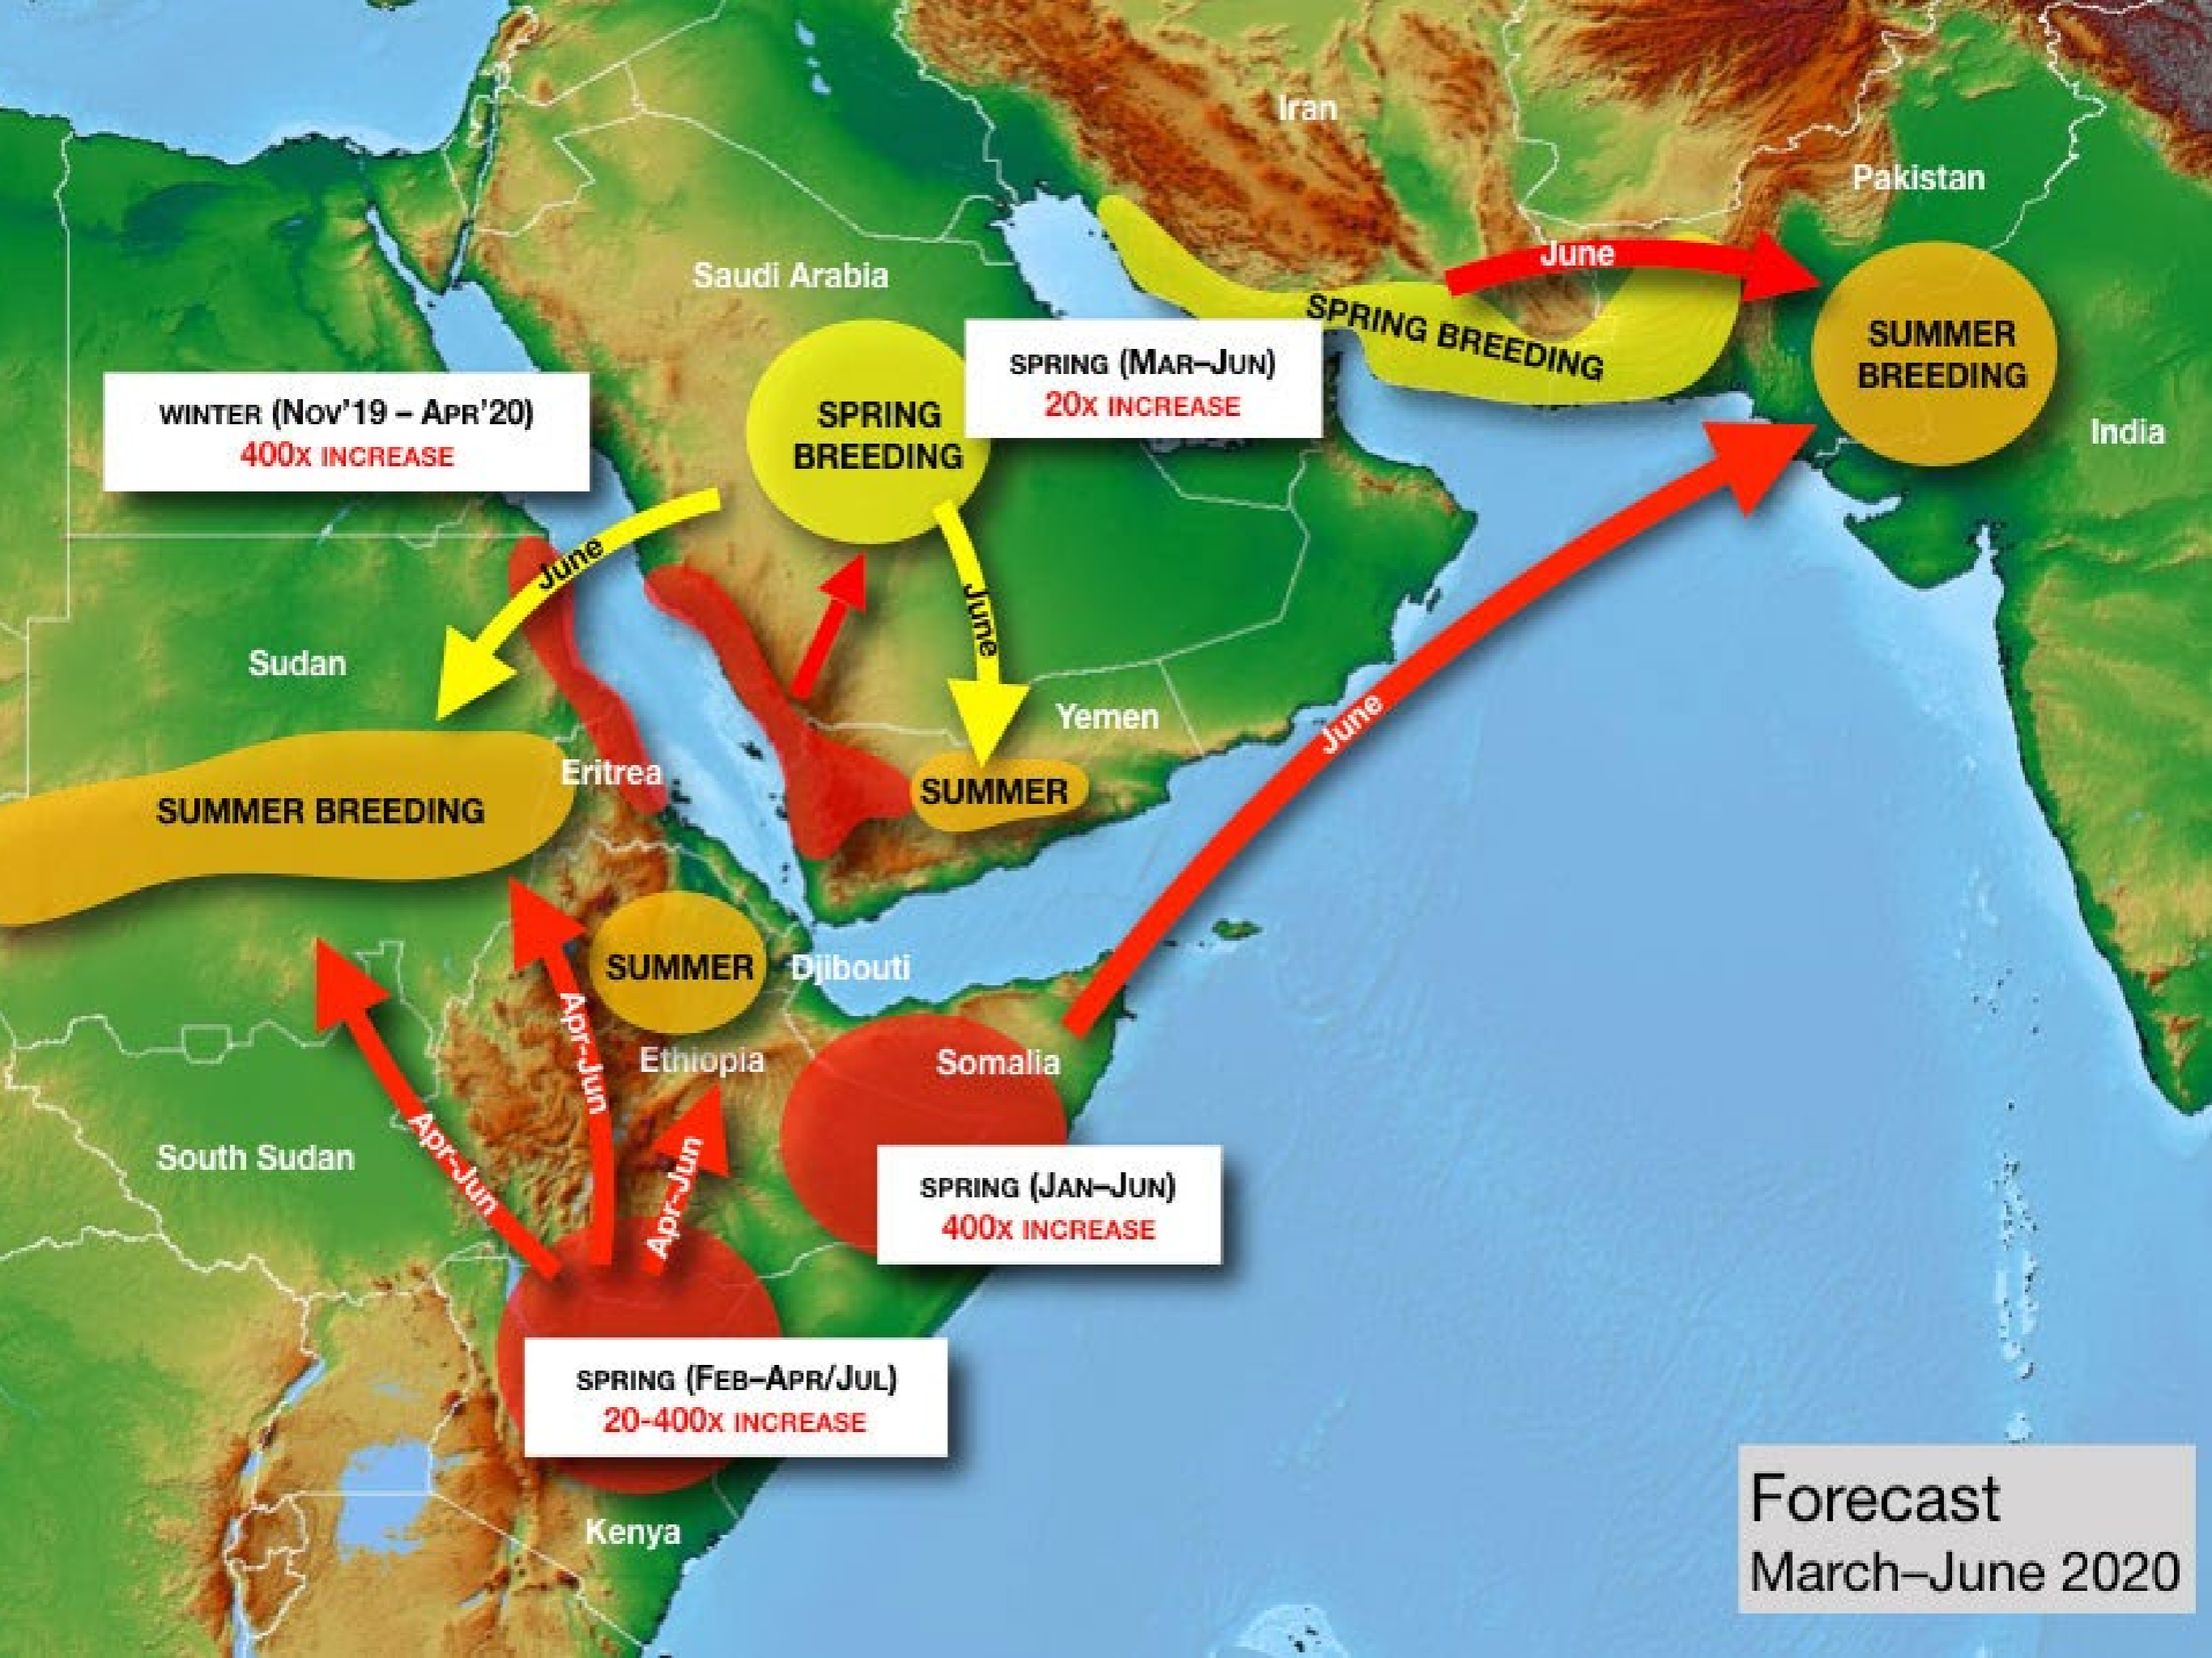 Iran
Pakistan
Saudi Arabia
June
SPRING BREEDING
SUMMER
BREEDING
SPRING (MAR–JUN)
20X INCREASE
WINTER (NOV'19 – APR'20)
400X INCREASE
SPRING
BREEDING
India
June
June
Sudan
Yemen
June
Eritrea
SUMMER
SUMMER BREEDING
SUMMER
Djibouti
Apr-Jun
Ethiopia
Somalia
South Sudan
Apr-Jun
Apr-Jun
SPRING (JAN–JUN)
400X INCREASE
SPRING (FEB–APR/JUL)
20-400X INCREASE
Kenya
Forecast
March–June 2020